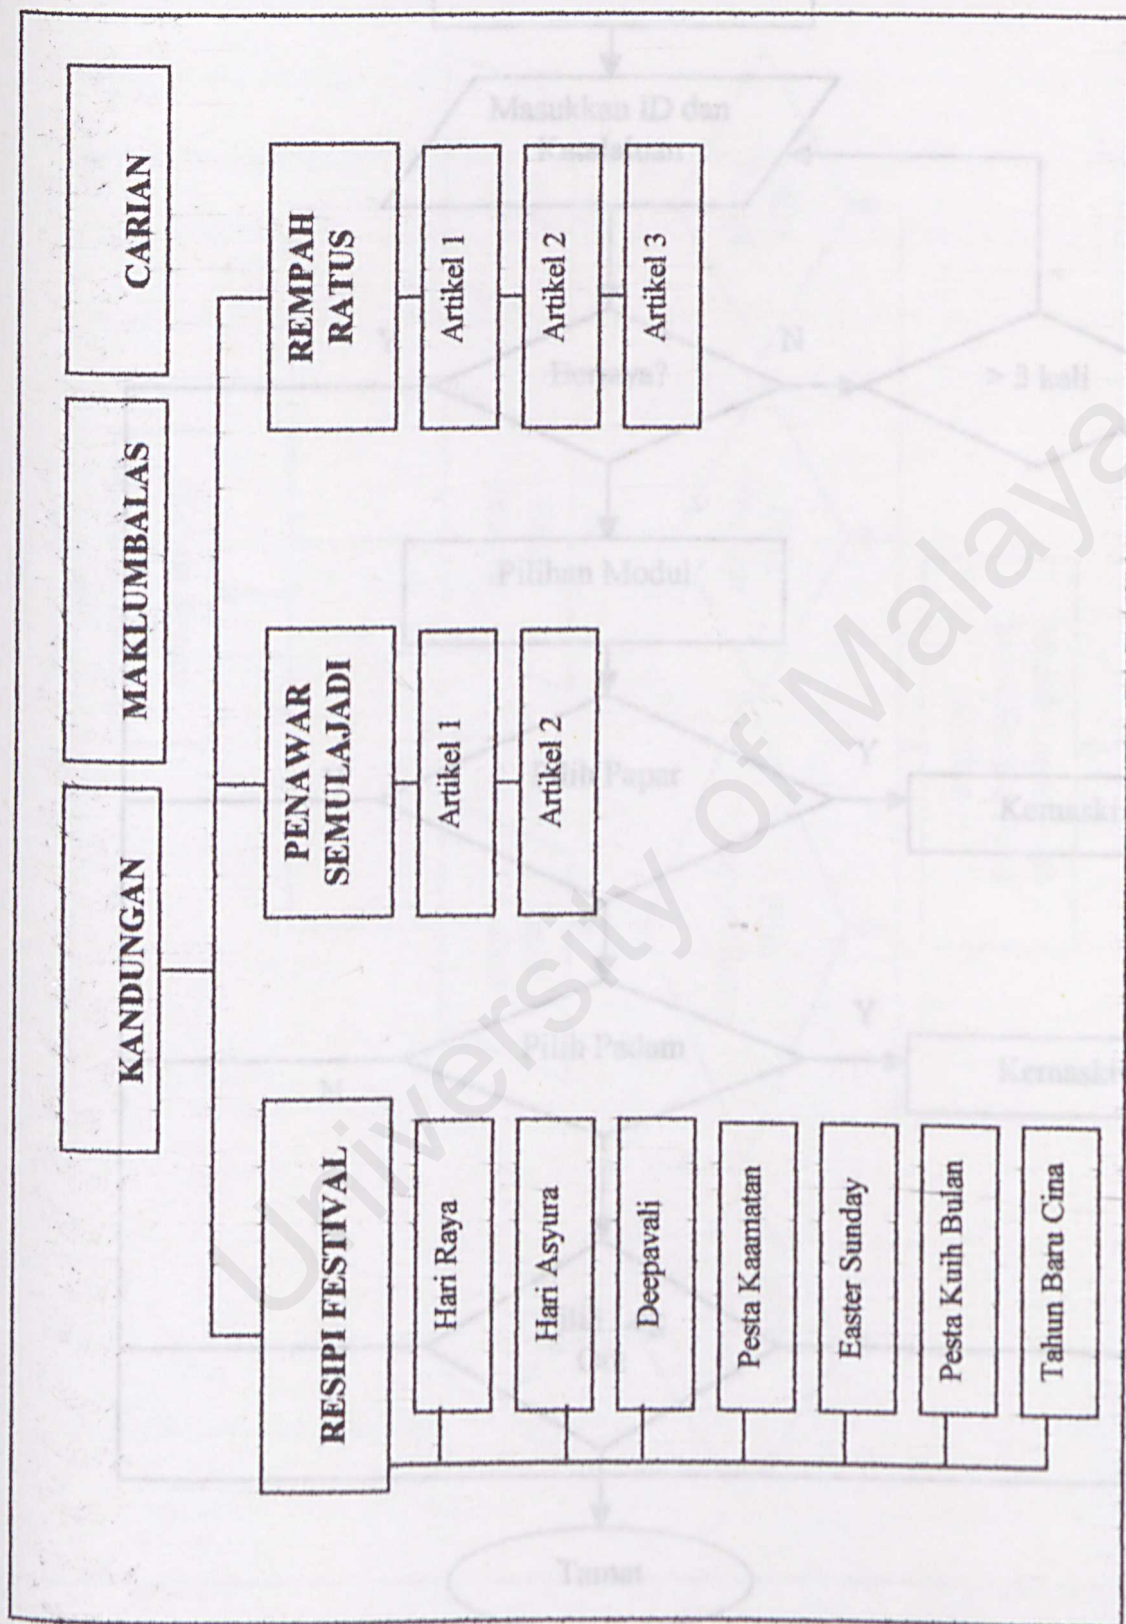 KANDUNGAN
MAKLUMBALAS
CARIAN
RESIPI FESTIVAL
Hari Raya
Hari Asyura
Deepavali
Pesta Kaamatan
Easter Sunday
Pesta Kuih Bulan
Tahun Baru Cina
PENAWAR
SEMULAJADI
Artikel 1
Artikel 2
REMPAH
RATUS
Artikel 1
Artikel 2
Artikel 3
University of Malaya
Masukkan ID dan
N
> 3 kali
Pilihan Modul
Pilih Papar
Y
Pilih Padam
Y
Tamat